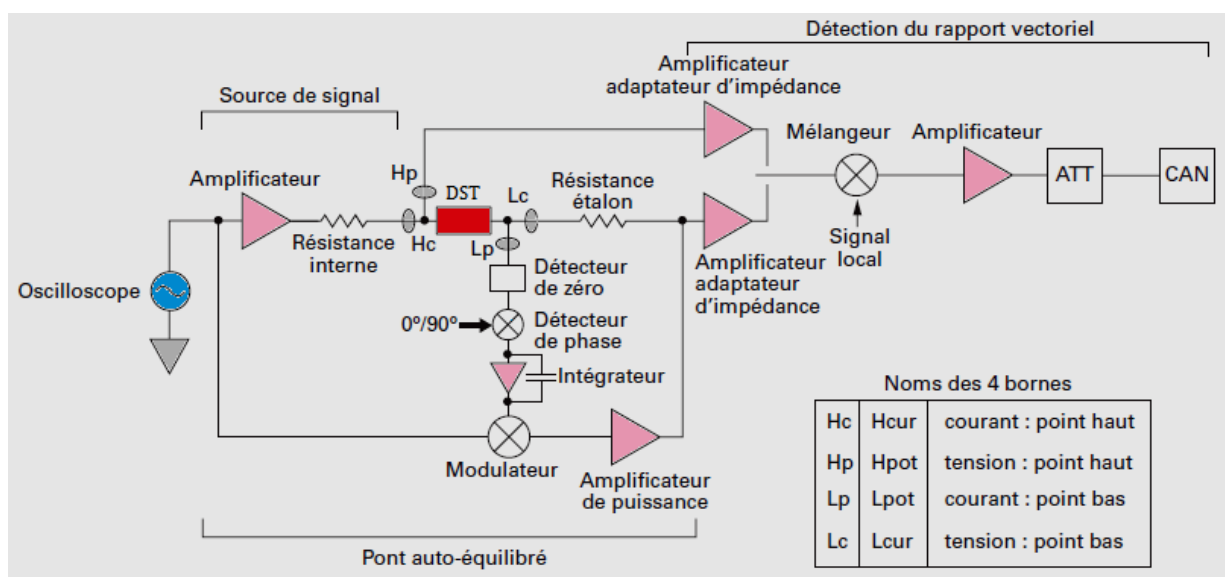 Détection du rapport vectoriel
Amplificateur
adaptateur d'impédance
Source de signal
Mélangeur
Amplificateur
Hp
DST
Lc
Résistance
étalon
ATT
CAN
Amplificateur
Hc
Lp
Résistance
interne
Signal
local
Amplificateur
adaptateur
d'impédance
Détecteur
de zéro
Oscilloscope
0º/90º
Détecteur
de phase
Intégrateur
Modulateur
Amplificateur
de puissance
Pont auto-équilibré
Noms des 4 bornes
Hc Hcur courant : point haut
Hp Hpot tension : point haut
Lp Lpot courant : point bas
Lc Lcur tension : point bas